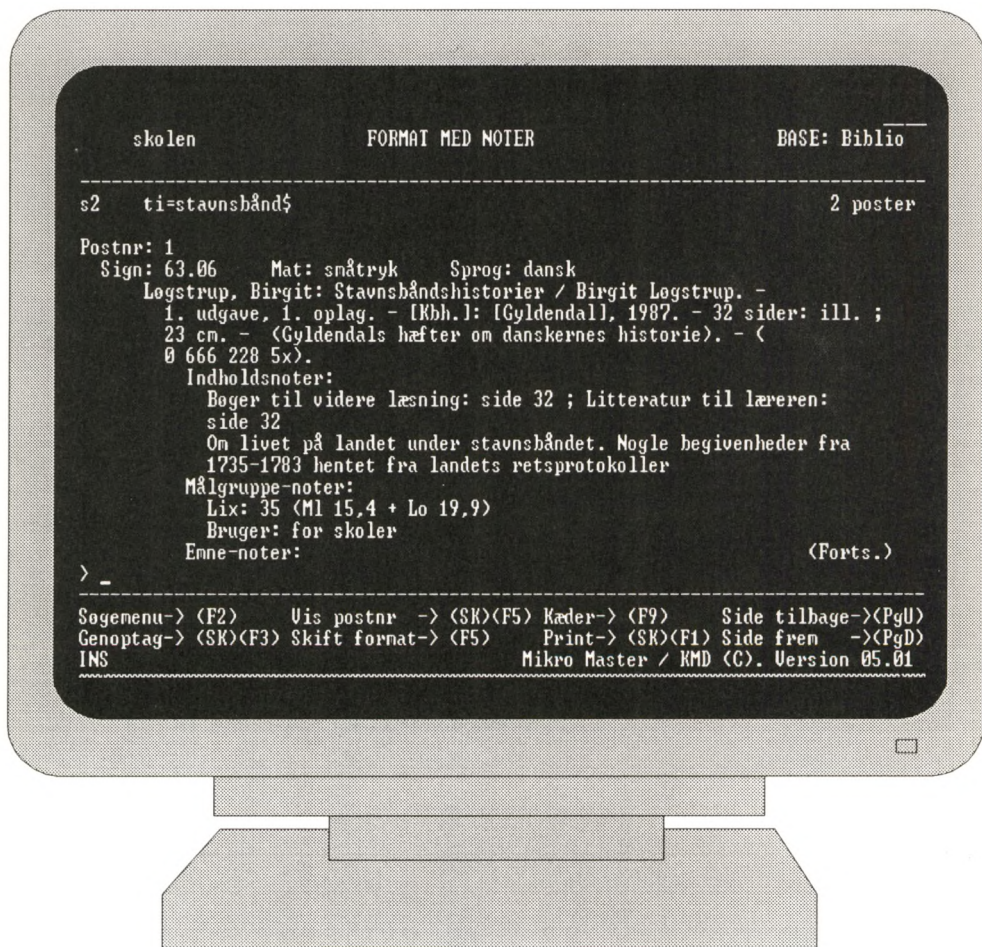 skolen FORMAT MED NOTER BASE: Biblio
s2 ti=stavnsbånd$ 2 poster
Postnr: 1
Sign: 63.06 Mat: småtryk Sprog: dansk
Løgstrup, Birgit: Stavnsbåndshistorier / Birgit Løgstrup. -
1. udgave, 1. oplag. - [Kbh.]: [Gyldendal], 1987. - 32 sider: ill. ;
23 cm. - (Gyldendals hæfter om danskernes historie). - (
0 666 228 5x).
Indholdsnoter:
Bøger til videre læsning: side 32 ; Litteratur til læreren:
side 32
Om livet på landet under stavnsbåndet. Nogle begivenheder fra
1735-1783 hentet fra landets retsprotokoller
Målgruppe-noter:
Lix: 35 (Ml 15,4 + Lo 19,9)
Bruger: for skoler
Emne-noter: (Forts.)
> _
Søgemenu-> (F2) Vis postnr -> (SK)(F5) Kæder-> (F9) Side tilbage->(PgU)
Genoptag-> (SK)(F3) Skift format-> (F5) Print-> (SK)(F1) Side frem ->(PgD)
INS Mikro Master / KMD (C). Version 05.01